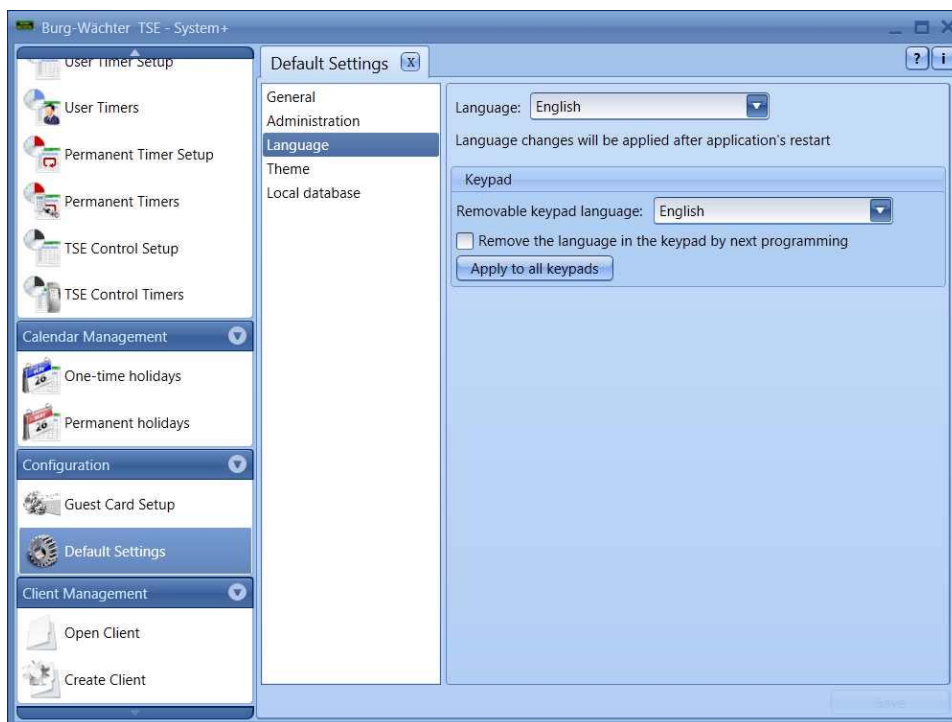 Burg-Wächter TSE - System+
User Timer Setup
User Timers
Permanent Timer Setup
Permanent Timers
TSE Control Setup
TSE Control Timers
Calendar Management
One-time holidays
Permanent holidays
Configuration
Guest Card Setup
Default Settings
Client Management
Open Client
Create Client
Default Settings X
? i
General
Administration
Language
Theme
Local database
Language: English
Language changes will be applied after application's restart
Keypad
Removable keypad language: English
Remove the language in the keypad by next programming
Apply to all keypads
Save